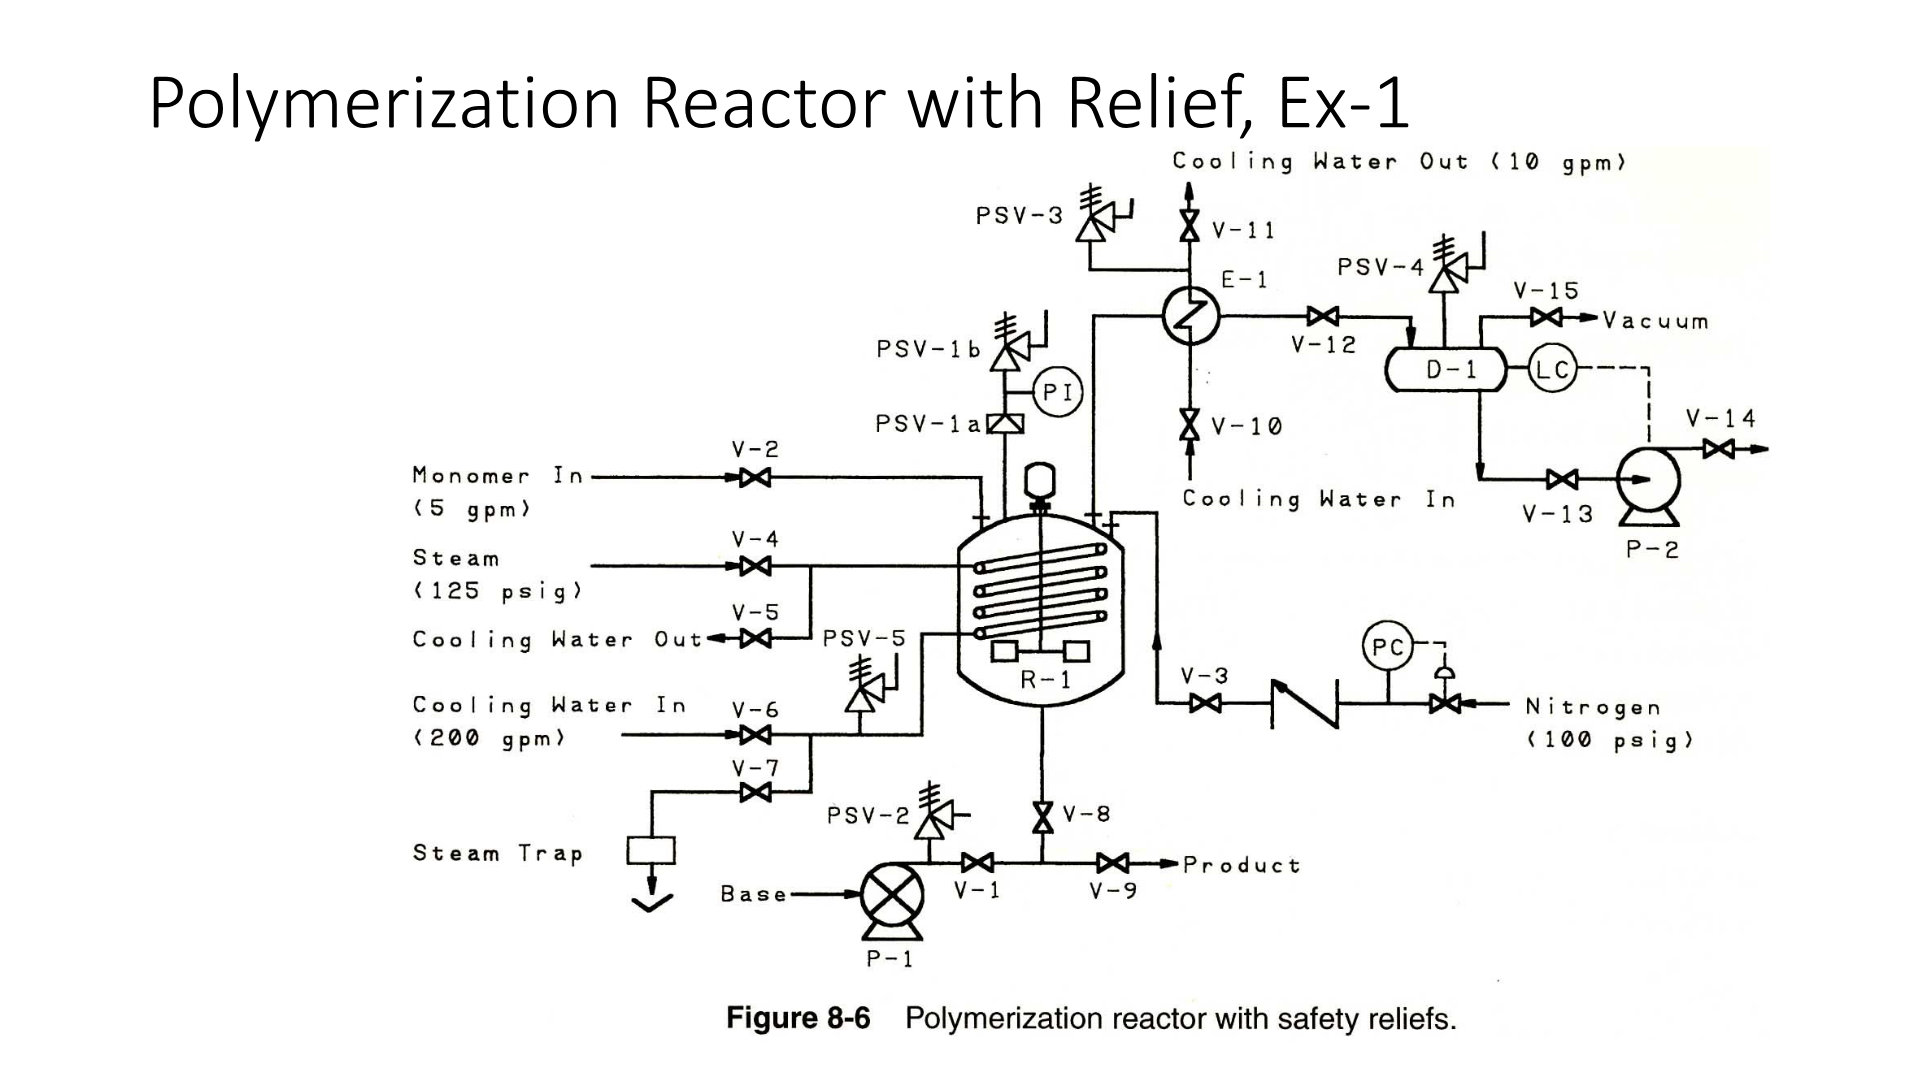 Polymerization Reactor with Relief, Ex-1
Cooling Water Out (10 gpm)
PSV-3
V-11
E-1
PSV-4
V-15
Vacuum
V-12
D-1
LC
PSV-1b
PI
PSV-1a
V-10
V-14
Cooling Water In
V-13
P-2
V-2
Monomer In
(5 gpm)
V-4
Steam
(125 psig)
V-5
Cooling Water Out
PSV-5
R-1
PC
V-3
Nitrogen
(100 psig)
Cooling Water In
(200 gpm)
V-6
V-7
PSV-2
V-8
Steam Trap
Product
Base
V-1
V-9
P-1
Figure 8-6 Polymerization reactor with safety reliefs.